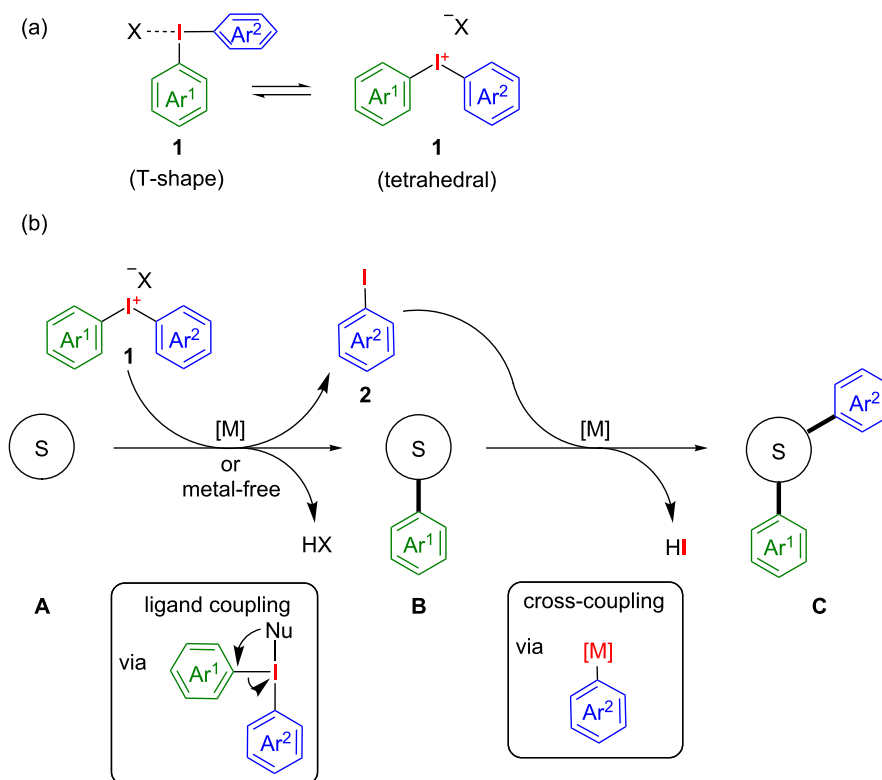 (a)
X I Ar2
Ar1
1
(T-shape)
–X
I+
Ar1 Ar2
1
(tetrahedral)
(b)
–X
I+
Ar1 Ar2
1
I
Ar2
2
S
[M]
or
metal-free
HX
S
Ar1
[M]
HI
Ar2
S
Ar1
A
B
C
ligand coupling
via
Nu
Ar1 I
Ar2
cross-coupling
via
[M]
Ar2